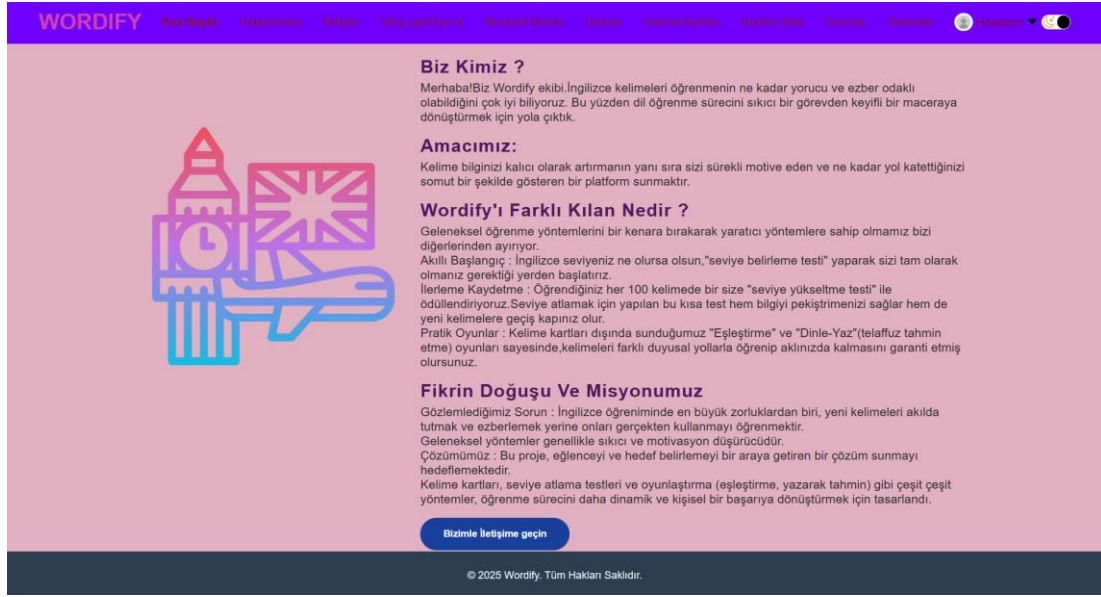 WORDIFY Ana Sayfa Hakkımızda İletişim
Biz Kimiz ?
Merhaba!Biz Wordify ekibi.İngilizce kelimeleri öğrenmenin ne kadar yorucu ve ezber odaklı
olabildiğini çok iyi biliyoruz. Bu yüzden dil öğrenme sürecini sıkıcı bir görevden keyifli bir maceraya
dönüştürmek için yola çıktık.
Amacımız:
Kelime bilginizi kalıcı olarak artırmanın yanı sıra sizi sürekli motive eden ve ne kadar yol katettiğinizi
somut bir şekilde gösteren bir platform sunmaktır.
Wordify'ı Farklı Kılan Nedir ?
Geleneksel öğrenme yöntemlerini bir kenara bırakarak yaratıcı yöntemlere sahip olmamız bizi
diğerlerinden ayırıyor.
Akıllı Başlangıç : İngilizce seviyeniz ne olursa olsun,"seviye belirleme testi" yaparak sizi tam olarak
olmanız gerektiği yerden başlatırız.
İlerleme Kaydetme : Öğrendiğiniz her 100 kelimede bir size "seviye yükseltme testi" ile
ödüllendiriyoruz.Seviye atlamak için yapılan bu kısa test hem bilgiyi pekiştirmenizi sağlar hem de
yeni kelimelere geçiş kapınız olur.
Pratik Oyunlar : Kelime kartları dışında sunduğumuz "Eşleştirme" ve "Dinle-Yaz"(telaffuz tahmin
etme) oyunları sayesinde,kelimeleri farklı duyusal yollarla öğrenip aklınızda kalmasını garanti etmiş
olursunuz.
Fikrin Doğuşu Ve Misyonumuz
Gözlemlediğimiz Sorun : İngilizce öğreniminde en büyük zorluklardan biri, yeni kelimeleri akılda
tutmak ve ezberlemek yerine onları gerçekten kullanmayı öğrenmektir.
Geleneksel yöntemler genellikle sıkıcı ve motivasyon düşürücüdür.
Çözümümüz : Bu proje, eğlenceyi ve hedef belirlemeyi bir araya getiren bir çözüm sunmayı
hedeflemektedir.
Kelime kartları, seviye atlama testleri ve oyunlaştırma (eşleştirme, yazarak tahmin) gibi çeşit çeşit
yöntemler, öğrenme sürecini daha dinamik ve kişisel bir başarıya dönüştürmek için tasarlandı.
Bizimle İletişime geçin
© 2025 Wordify. Tüm Hakları Saklıdır.